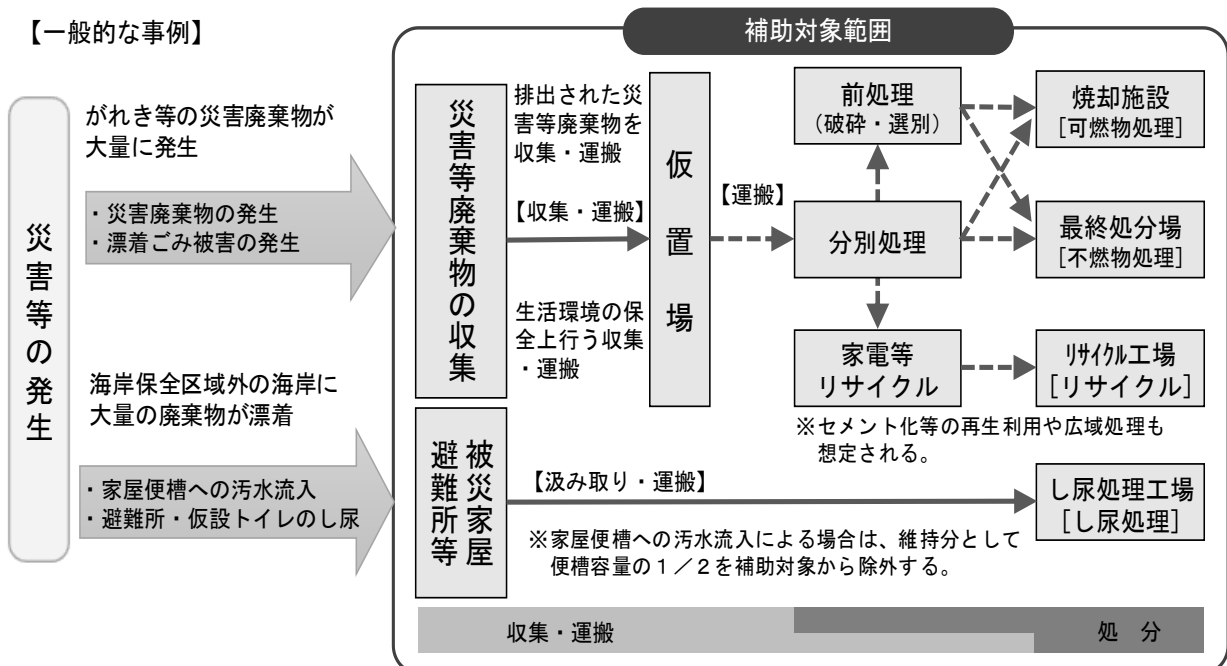 【一般的な事例】
補助対象範囲
災害等の発生
がれき等の災害廃棄物が
大量に発生
・災害廃棄物の発生
・漂着ごみ被害の発生
海岸保全区域外の海岸に
大量の廃棄物が漂着
・家屋便槽への汚水流入
・避難所・仮設トイレのし尿
災害等廃棄物の収集
排出された災
害等廃棄物を
収集・運搬
【収集・運搬】
生活環境の保
全上行う収集
・運搬
仮置場
【運搬】
前処理
(破砕・選別)
分別処理
家電等
リサイクル
焼却施設
[可燃物処理]
最終処分場
[不燃物処理]
ﾘｻｲｸﾙ工場
[リサイクル]
※セメント化等の再生利用や広域処理も
想定される。
被災家屋
避難所等
【汲み取り・運搬】
し尿処理工場
[し尿処理]
※家屋便槽への汚水流入による場合は、維持分として
便槽容量の１／２を補助対象から除外する。
収集・運搬
処　分